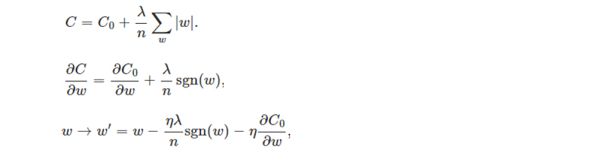 C = C₀ + λ/n ∑_w |w|.
∂C/∂w = ∂C₀/∂w + λ/n sgn(w),
w → w′ = w − ηλ/n sgn(w) − η ∂C₀/∂w,